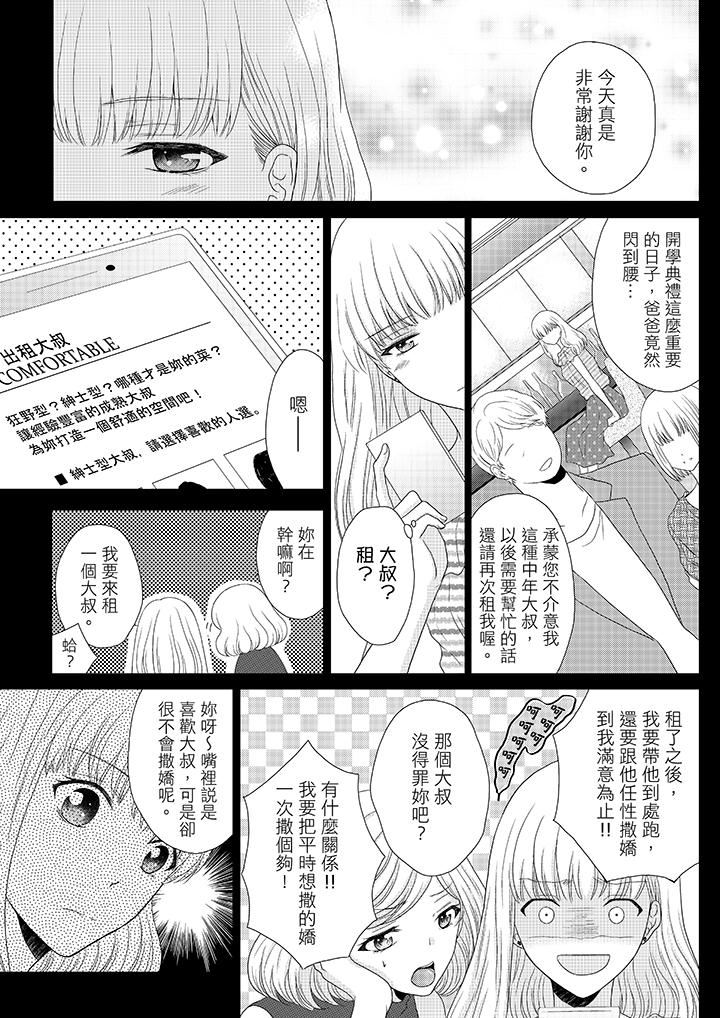 今天真是
非常謝謝你。
開學典禮這麼重要
的日子，爸爸竟然
閃到腰…
承蒙您不介意我
這種中年大叔，
以後需要幫忙的話
還請再次租我喔。
大叔？
租？
出租大叔
COMFORTABLE
狂野型？紳士型？哪種才是妳的菜？
讓經驗豐富的成熟大叔
為妳打造一個舒適的空間吧！
■紳士型大叔，請選擇喜歡的人選。
嗯——
妳在
幹嘛啊？
我要來租
一個大叔。
蛤？
租了之後，
我要帶他到處跑，
還要跟他任性撒嬌
到我滿意為止!!
呵呵呵呵呵呵呵
那個大叔
沒得罪妳吧？
有什麼關係!!
我要把平時想撒的嬌
一次撒個夠！
妳呀～嘴裡說是
喜歡大叔，可是卻
很不會撒嬌呢。